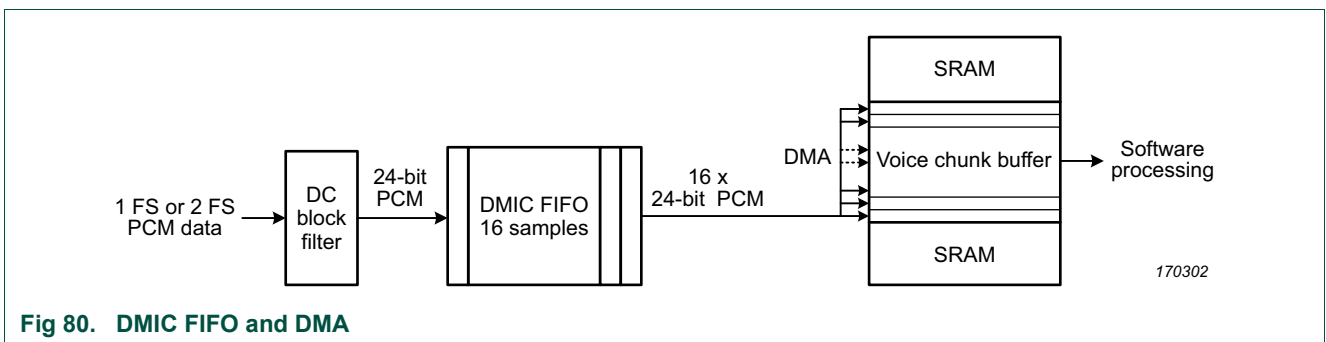 1 FS or 2 FS
PCM data
DC
block
filter
24-bit
PCM
DMIC FIFO
16 samples
16 x
24-bit PCM
DMA
SRAM
Voice chunk buffer
SRAM
Software
processing
170302
Fig 80. DMIC FIFO and DMA